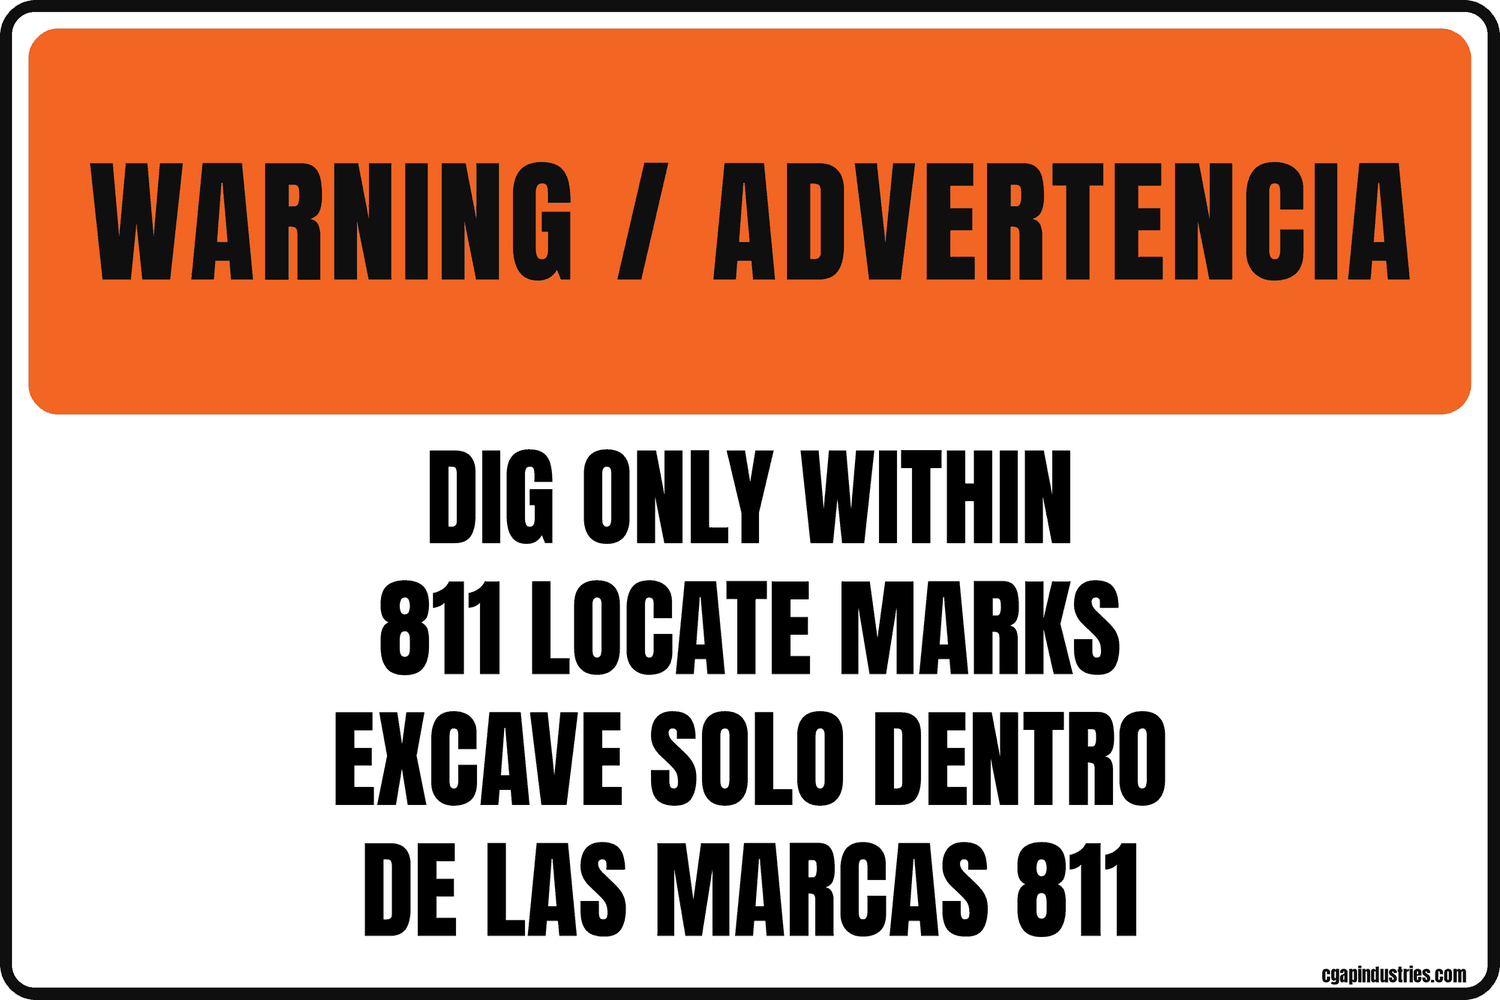 WARNING / ADVERTENCIA
DIG ONLY WITHIN
811 LOCATE MARKS
EXCAVE SOLO DENTRO
DE LAS MARCAS 811
cgapindustries.com